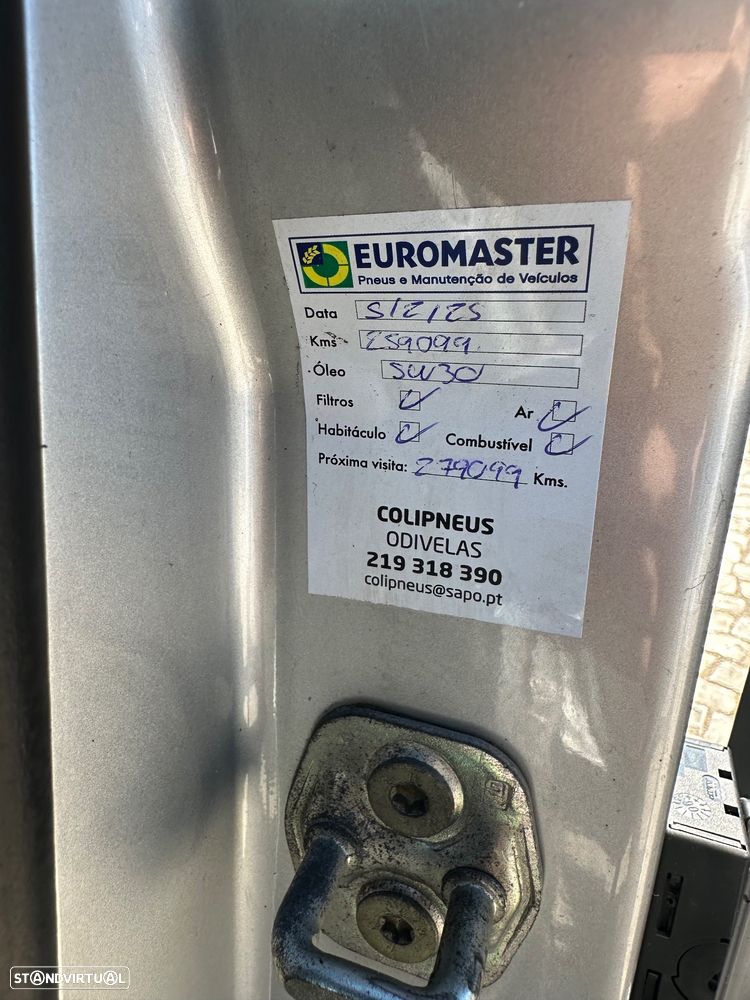 EUROMASTER
Pneus e Manutenção de Veículos
Data 5/2/25
Kms 259099
Óleo 5W30
Filtros
Ar
Habitáculo
Combustível
Próxima visita: 279099 Kms.
COLIPNEUS
ODIVELAS
219 318 390
colipneus@sapo.pt
STANDVIRTUAL